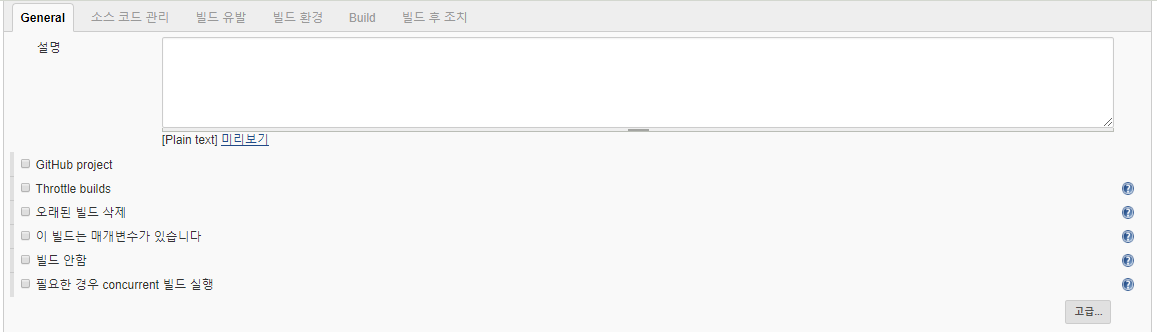 General 소스 코드 관리 빌드 유발 빌드 환경 Build 빌드 후 조치
설명
[Plain text] 미리보기
GitHub project
Throttle builds
오래된 빌드 삭제
이 빌드는 매개변수가 있습니다
빌드 안함
필요한 경우 concurrent 빌드 실행
고급...